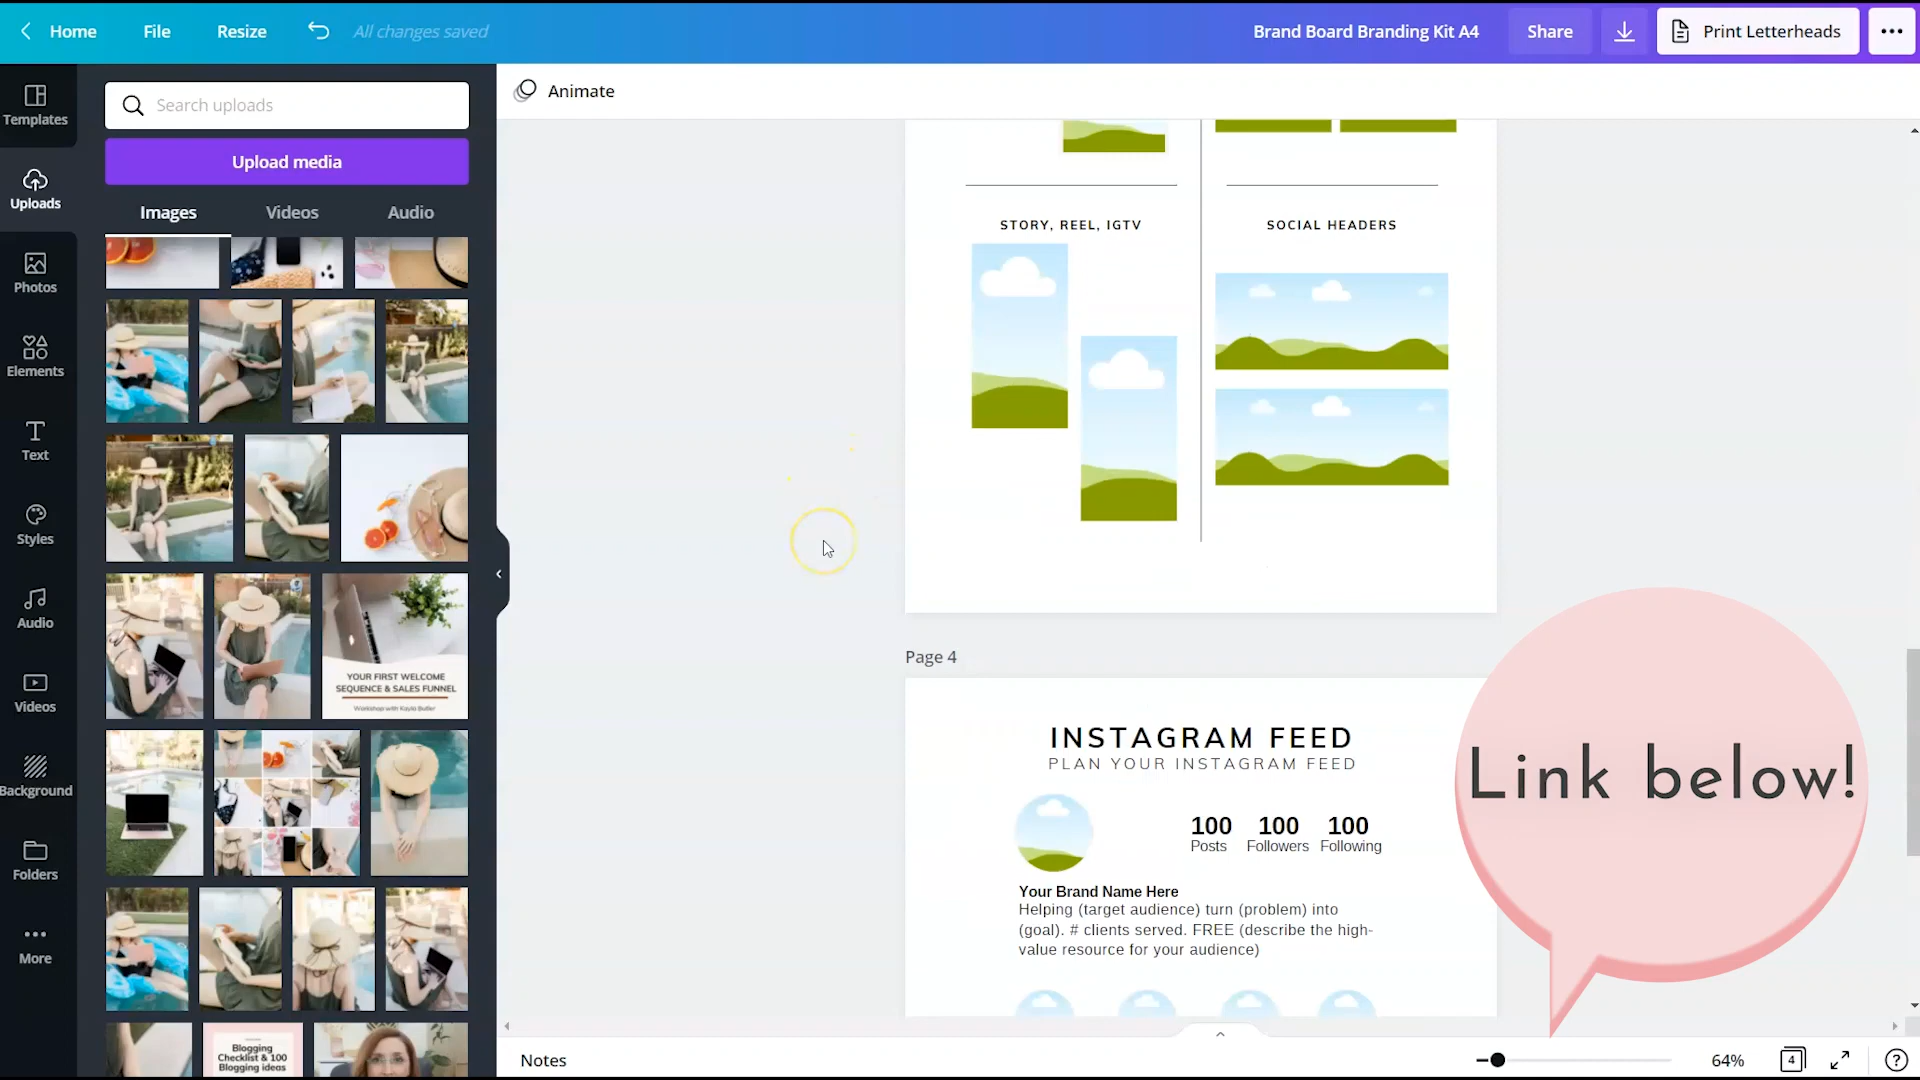 Home
File
Resize
All changes saved
Brand Board Branding Kit A4
Share
Print Letterheads
Templates
Uploads
Photos
Elements
Text
Styles
Audio
Videos
Background
Folders
More
Search uploads
Upload media
Images
Videos
Audio
YOUR FIRST WELCOME
SEQUENCE & SALES FUNNEL
Workshop with Kayla Butler
Blogging
Checklist & 100
Blogging ideas
Animate
STORY, REEL, IGTV
SOCIAL HEADERS
Page 4
INSTAGRAM FEED
PLAN YOUR INSTAGRAM FEED
100 100 100
Posts Followers Following
Your Brand Name Here
Helping (target audience) turn (problem) into
(goal). # clients served. FREE (describe the high-
value resource for your audience)
Link below!
Notes
64%
4